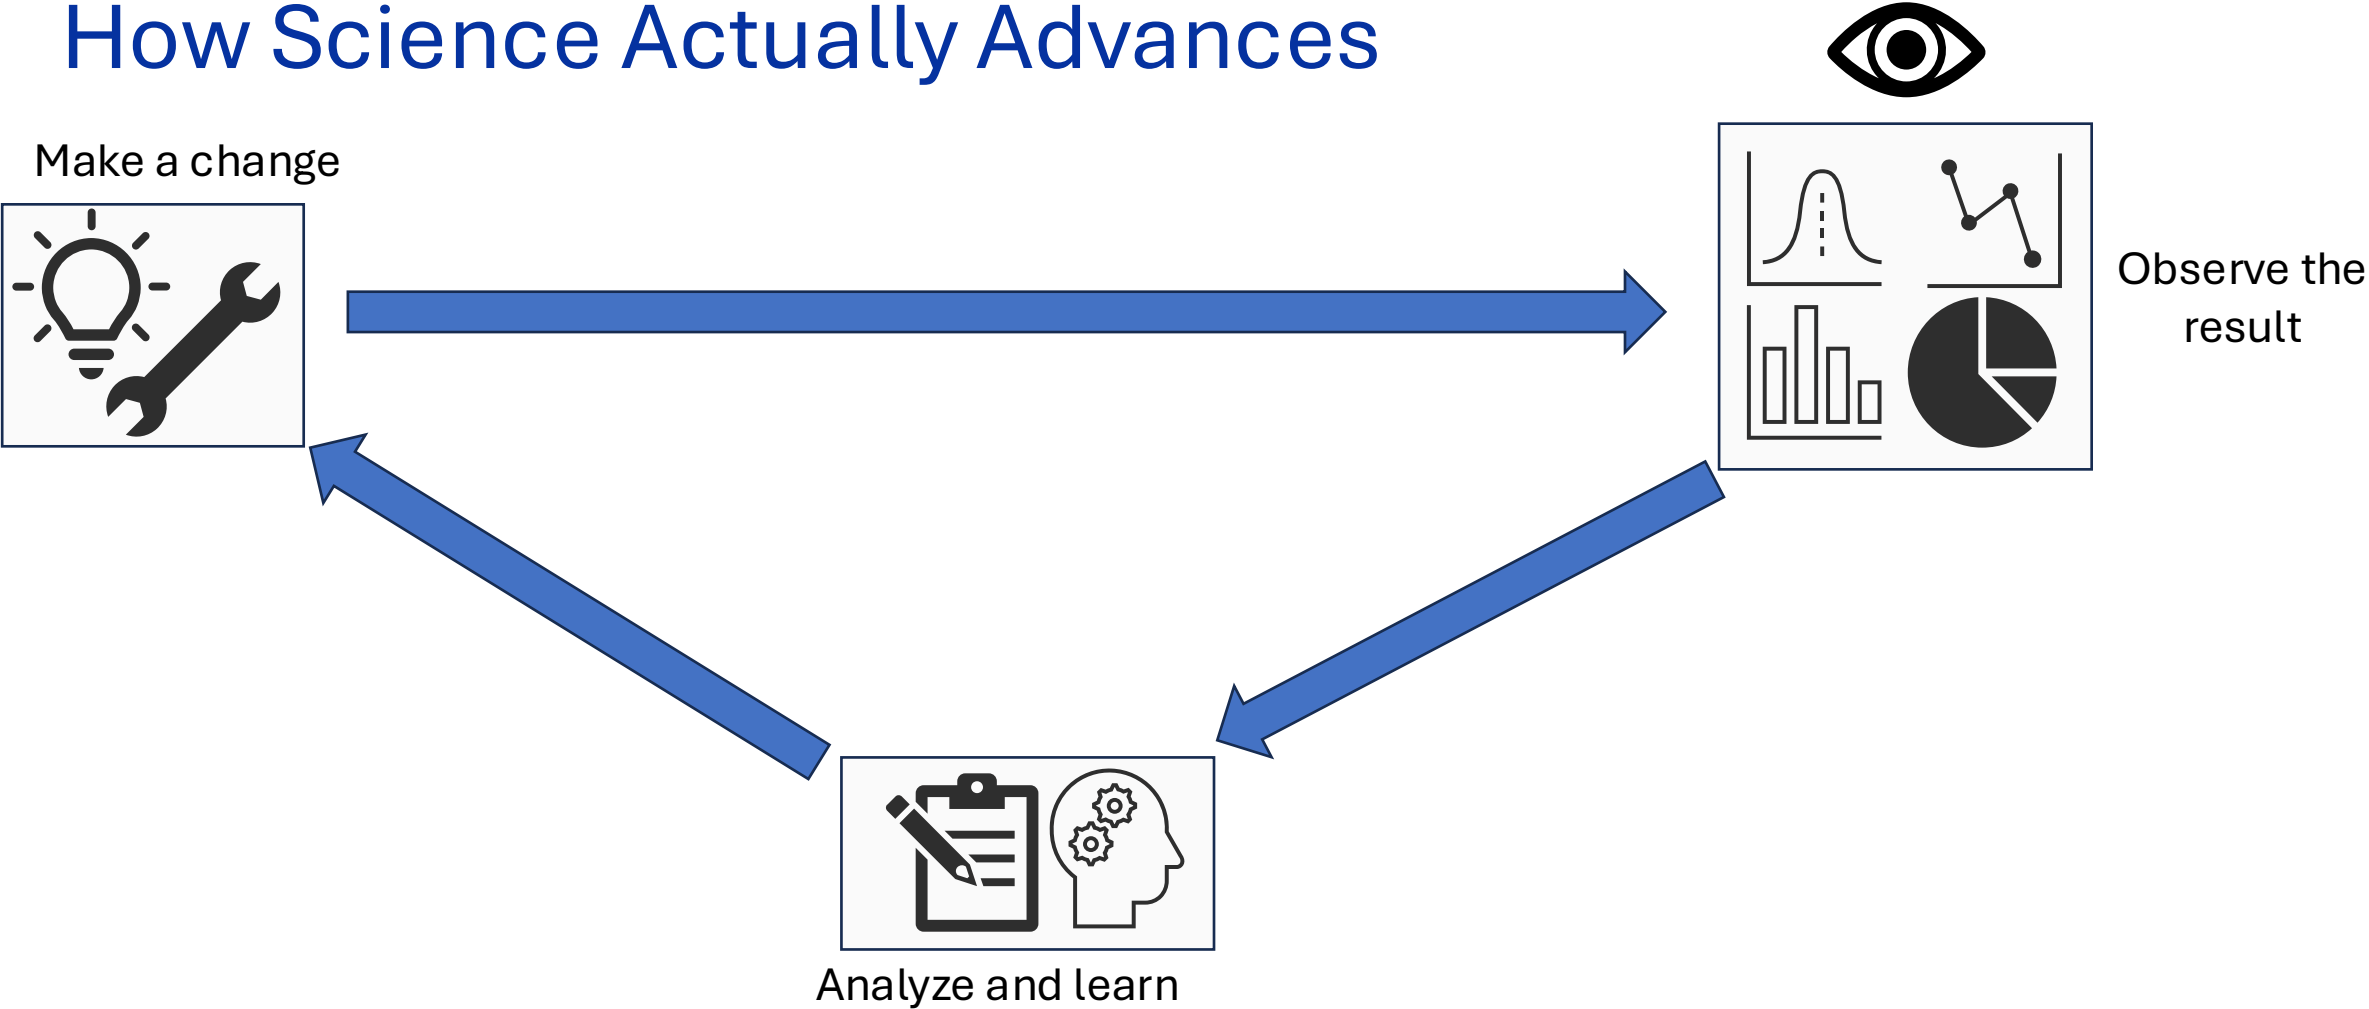 How Science Actually Advances
Make a change
Observe the
result
Analyze and learn